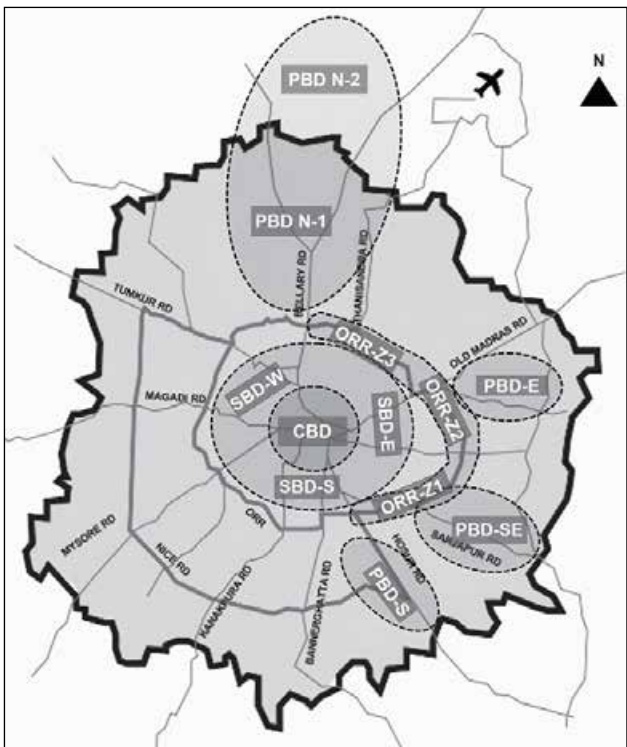 PBD N-2
N
PBD N-1
BELLARY RD
THANISANDRA RD
TUMKUR RD
ORR-Z3
OLD MADRAS RD
SBD-W
MAGADI RD
PBD-E
ORR-Z2
SBD-E
CBD
SBD-S
ORR-Z1
ORR
PBD-SE
SARJAPUR RD
MYSORE RD
NICE RD
HOSUR RD
PBD-S
KANAKPURA RD
BANNERGHATTA RD